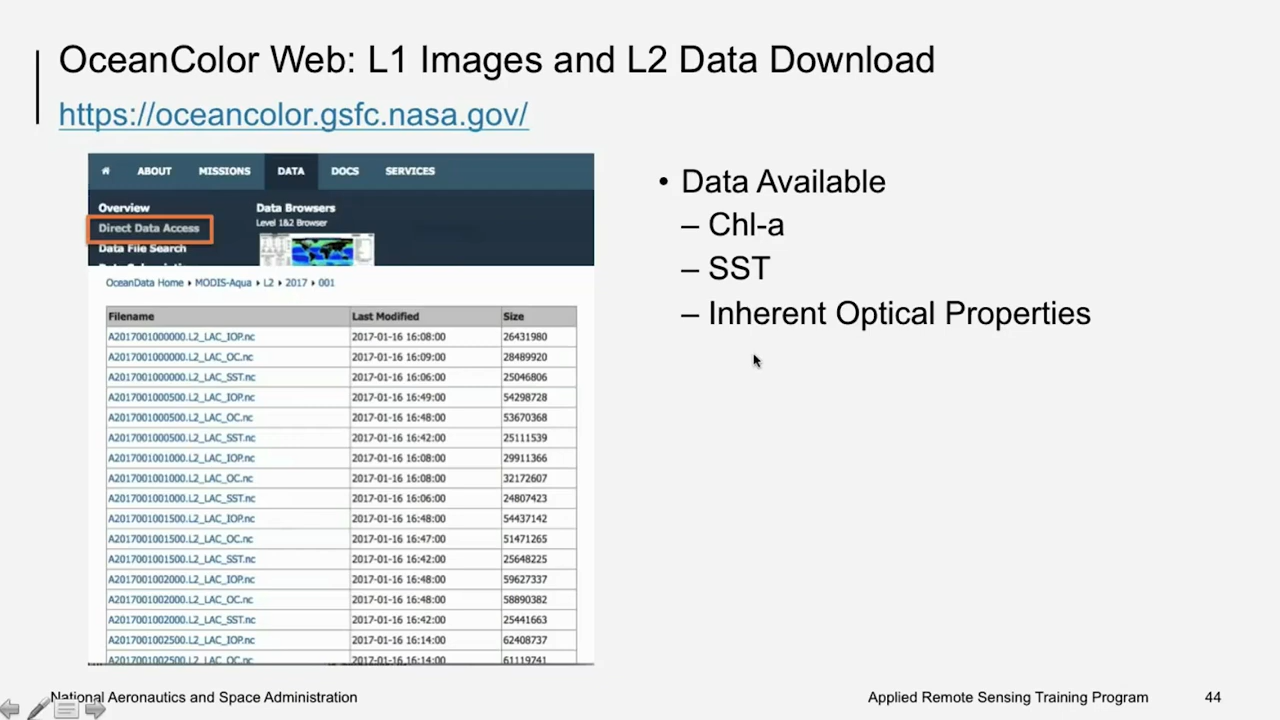 OceanColor Web: L1 Images and L2 Data Download
https://oceancolor.gsfc.nasa.gov/
ABOUT MISSIONS DATA DOCS SERVICES
Overview Data Browsers
Direct Data Access Level 1&2 Browser
Data File Search
OceanData Home ▸ MODIS-Aqua ▸ L2 ▸ 2017 ▸ 001
Filename Last Modified Size
A2017001000000.L2_LAC_IOP.nc 2017-01-16 16:08:00 26431980
A2017001000000.L2_LAC_OC.nc 2017-01-16 16:09:00 28489920
A2017001000000.L2_LAC_SST.nc 2017-01-16 16:06:00 25046806
A2017001000500.L2_LAC_IOP.nc 2017-01-16 16:49:00 54298728
A2017001000500.L2_LAC_OC.nc 2017-01-16 16:48:00 53670368
A2017001000500.L2_LAC_SST.nc 2017-01-16 16:42:00 25111539
A2017001001000.L2_LAC_IOP.nc 2017-01-16 16:08:00 29911366
A2017001001000.L2_LAC_OC.nc 2017-01-16 16:08:00 32172607
A2017001001000.L2_LAC_SST.nc 2017-01-16 16:06:00 24807423
A2017001001500.L2_LAC_IOP.nc 2017-01-16 16:48:00 54437142
A2017001001500.L2_LAC_OC.nc 2017-01-16 16:47:00 51471265
A2017001001500.L2_LAC_SST.nc 2017-01-16 16:42:00 25648225
A2017001002000.L2_LAC_IOP.nc 2017-01-16 16:48:00 59627337
A2017001002000.L2_LAC_OC.nc 2017-01-16 16:48:00 58890382
A2017001002000.L2_LAC_SST.nc 2017-01-16 16:42:00 25441663
A2017001002500.L2_LAC_IOP.nc 2017-01-16 16:14:00 62408737
A2017001002500.L2_LAC_OC.nc 2017-01-16 16:14:00 61119741
• Data Available
– Chl-a
– SST
– Inherent Optical Properties
National Aeronautics and Space Administration
Applied Remote Sensing Training Program 44